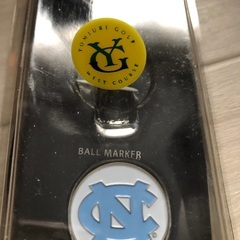 YOMIURI GOLF
YG
WEST COURSE
BALL MARKER
NC